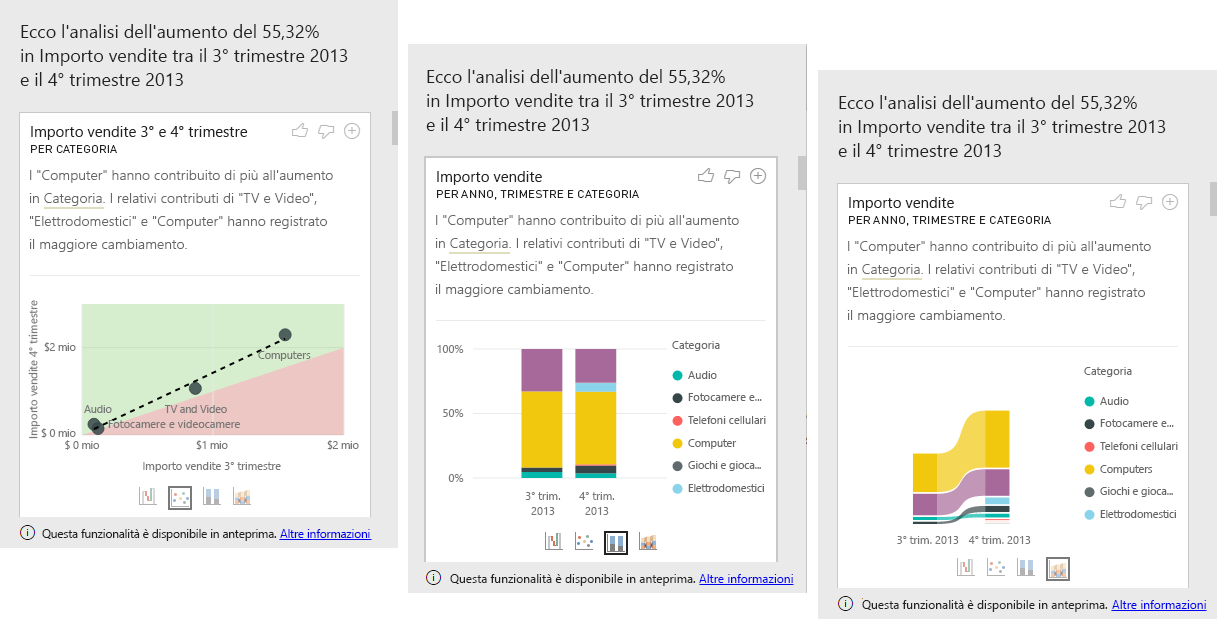 Ecco l'analisi dell'aumento del 55,32%
in Importo vendite tra il 3° trimestre 2013
e il 4° trimestre 2013
Importo vendite 3° e 4° trimestre
PER CATEGORIA
I "Computer" hanno contribuito di più all'aumento
in Categoria. I relativi contributi di "TV e Video",
"Elettrodomestici" e "Computer" hanno registrato
il maggiore cambiamento.
Importo vendite 4° trimestre
$2 mio
$ 0 mio
Computers
Audio
TV and Video
Fotocamere e videocamere
$ 0 mio
$1 mio
$2 mio
Importo vendite 3° trimestre
Questa funzionalità è disponibile in anteprima. Altre informazioni
Ecco l'analisi dell'aumento del 55,32%
in Importo vendite tra il 3° trimestre 2013
e il 4° trimestre 2013
Importo vendite
PER ANNO, TRIMESTRE E CATEGORIA
I "Computer" hanno contribuito di più all'aumento
in Categoria. I relativi contributi di "TV e Video",
"Elettrodomestici" e "Computer" hanno registrato
il maggiore cambiamento.
100%
50%
0%
3° trim.
2013
4° trim.
2013
Categoria
Audio
Fotocamere e...
Telefoni cellulari
Computer
Giochi e gioca...
Elettrodomestici
Questa funzionalità è disponibile in anteprima. Altre informazioni
Ecco l'analisi dell'aumento del 55,32%
in Importo vendite tra il 3° trimestre 2013
e il 4° trimestre 2013
Importo vendite
PER ANNO, TRIMESTRE E CATEGORIA
I "Computer" hanno contribuito di più all'aumento
in Categoria. I relativi contributi di "TV e Video",
"Elettrodomestici" e "Computer" hanno registrato
il maggiore cambiamento.
Categoria
Audio
Fotocamere e...
Telefoni cellulari
Computers
Giochi e gioca...
Elettrodomestici
3° trim. 2013
4° trim. 2013
Questa funzionalità è disponibile in anteprima. Altre informazioni